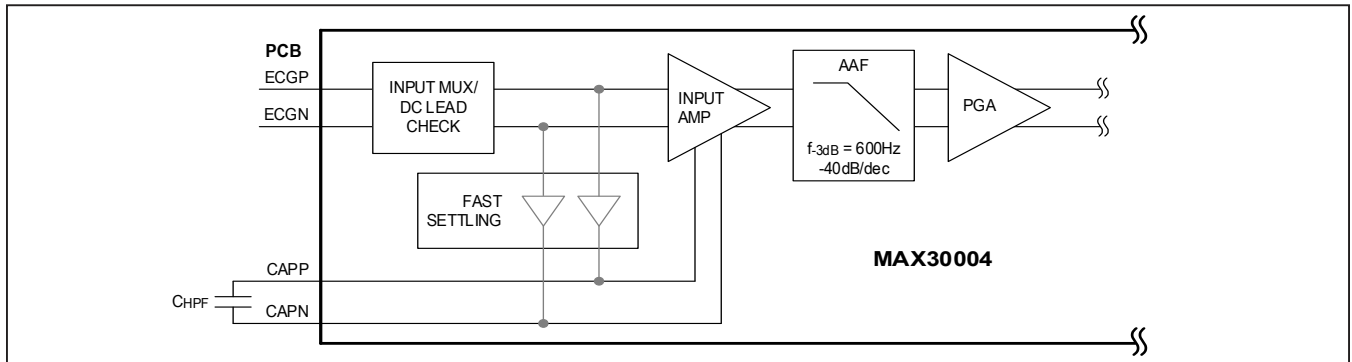 PCB
ECGP
ECGN
INPUT MUX/
DC LEAD
CHECK
INPUT
AMP
AAF
f-3dB = 600Hz
-40dB/dec
PGA
FAST
SETTLING
CAPP
CHPF
CAPN
MAX30004